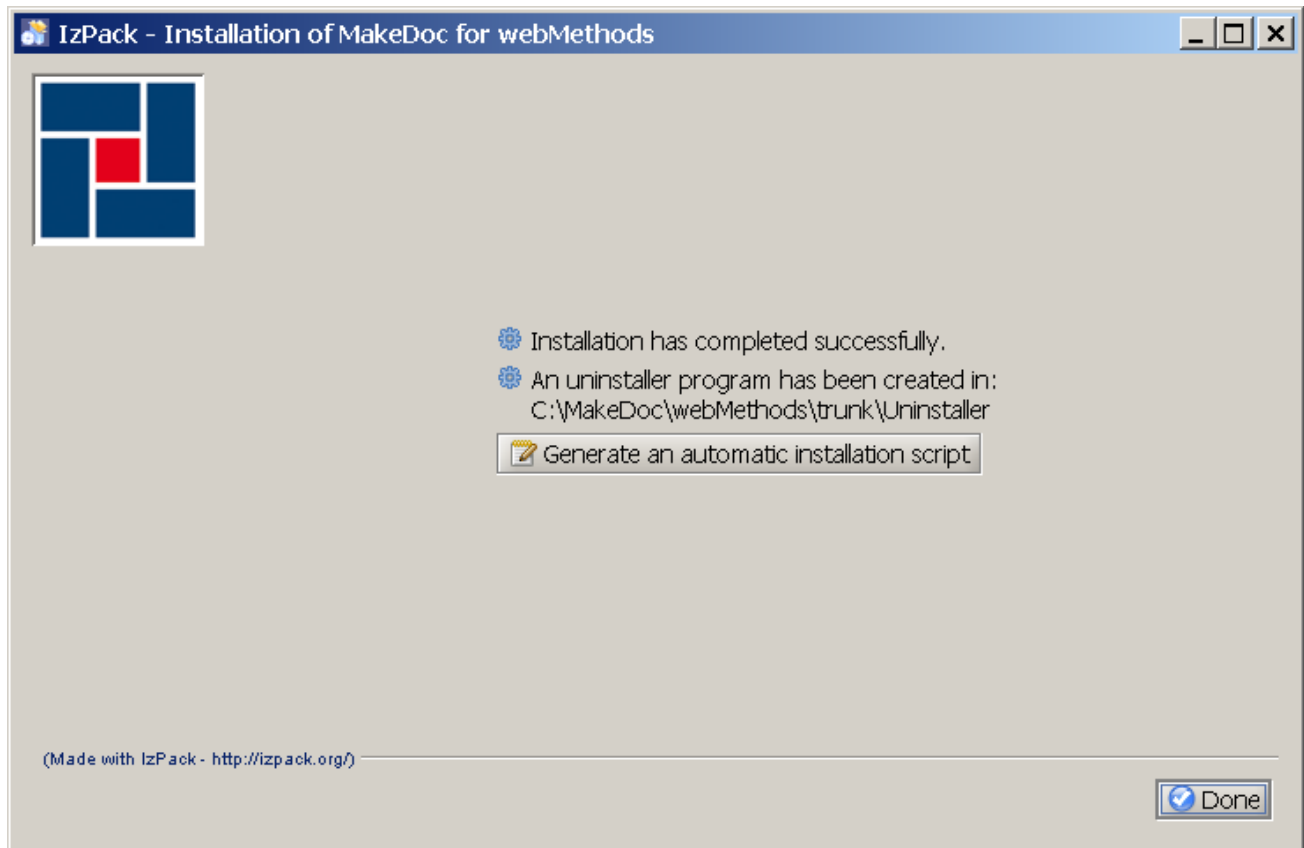 IzPack - Installation of MakeDoc for webMethods
Installation has completed successfully.
An uninstaller program has been created in:
C:\MakeDoc\webMethods\trunk\Uninstaller
Generate an automatic installation script
(Made with IzPack - http://izpack.org/)
Done